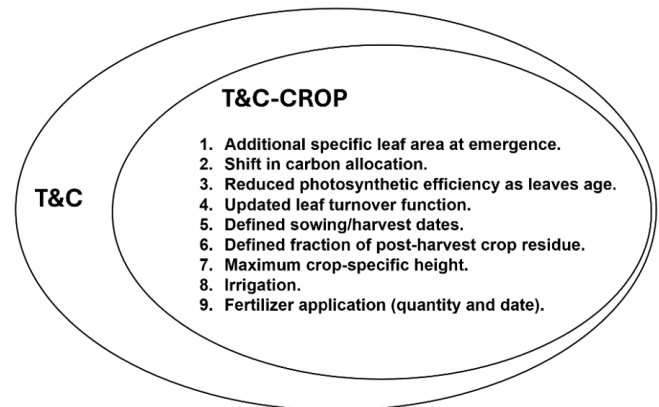 T&C-CROP
1. Additional specific leaf area at emergence.
2. Shift in carbon allocation.
3. Reduced photosynthetic efficiency as leaves age.
T&C
4. Updated leaf turnover function.
5. Defined sowing/harvest dates.
6. Defined fraction of post-harvest crop residue.
7. Maximum crop-specific height.
8. Irrigation.
9. Fertilizer application (quantity and date).